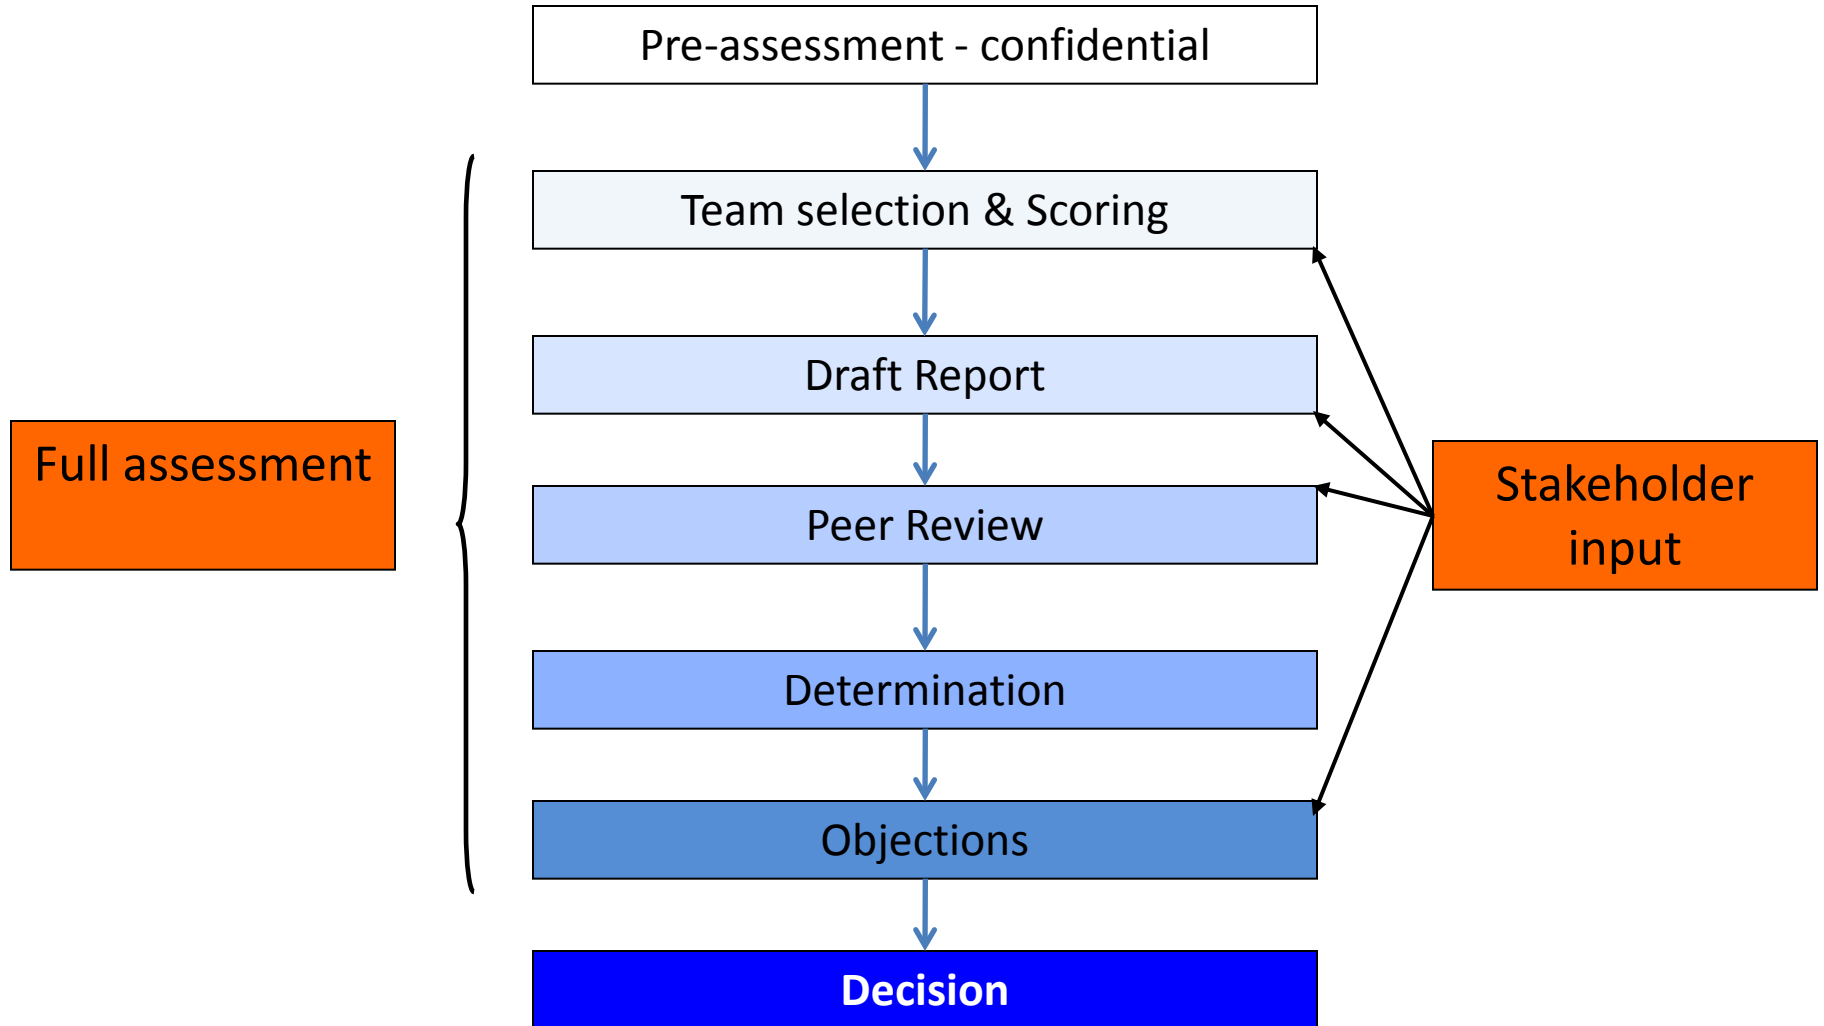 Pre-assessment - confidential
Team selection & Scoring
Draft Report
Full assessment
Peer Review
Stakeholder
input
Determination
Objections
Decision